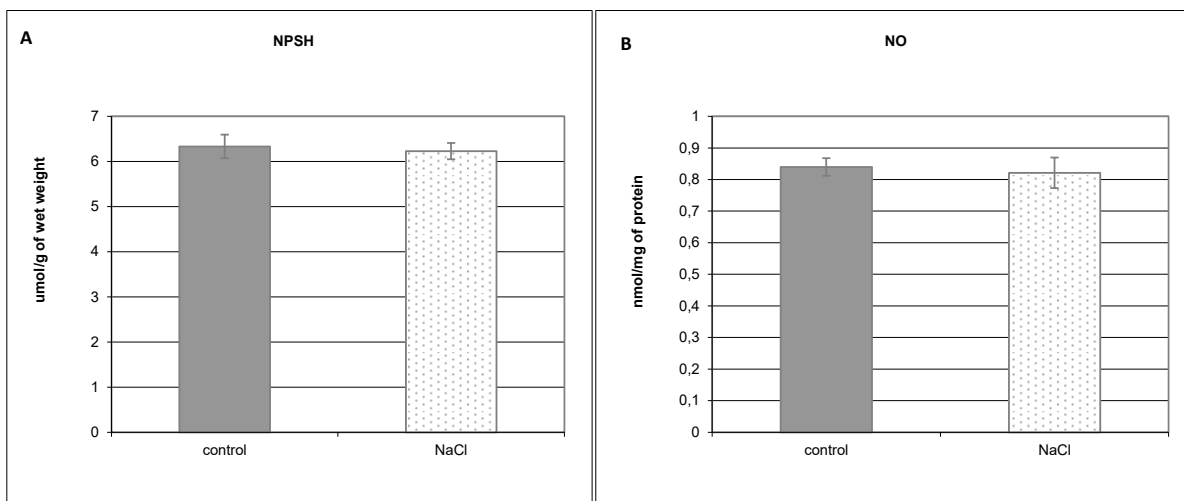 A
NPSH
umol/g of wet weight
7
6
5
4
3
2
1
0
control
NaCl
B
NO
nmol/mg of protein
1
0,9
0,8
0,7
0,6
0,5
0,4
0,3
0,2
0,1
0
control
NaCl